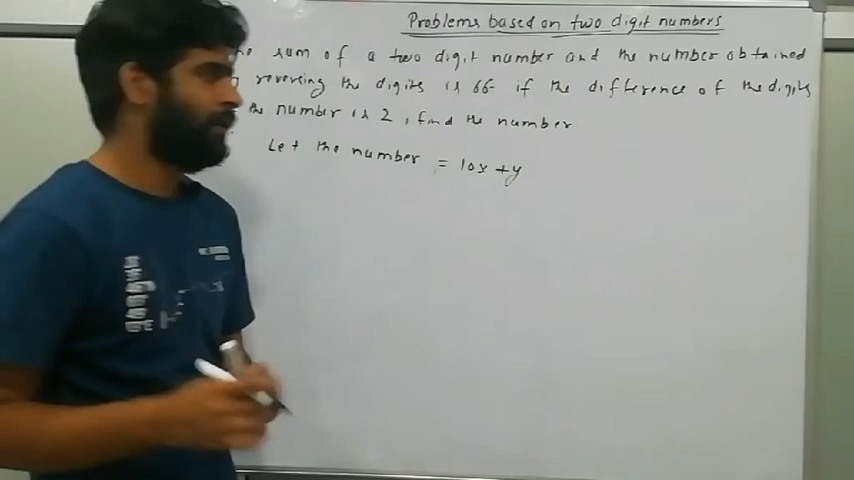 Problems based on two digit numbers
sum of a two digit number and the number obtained
reversing the digits is 66 if the difference of the digits
the number is 2 , find the number
Let the number = 10x + y